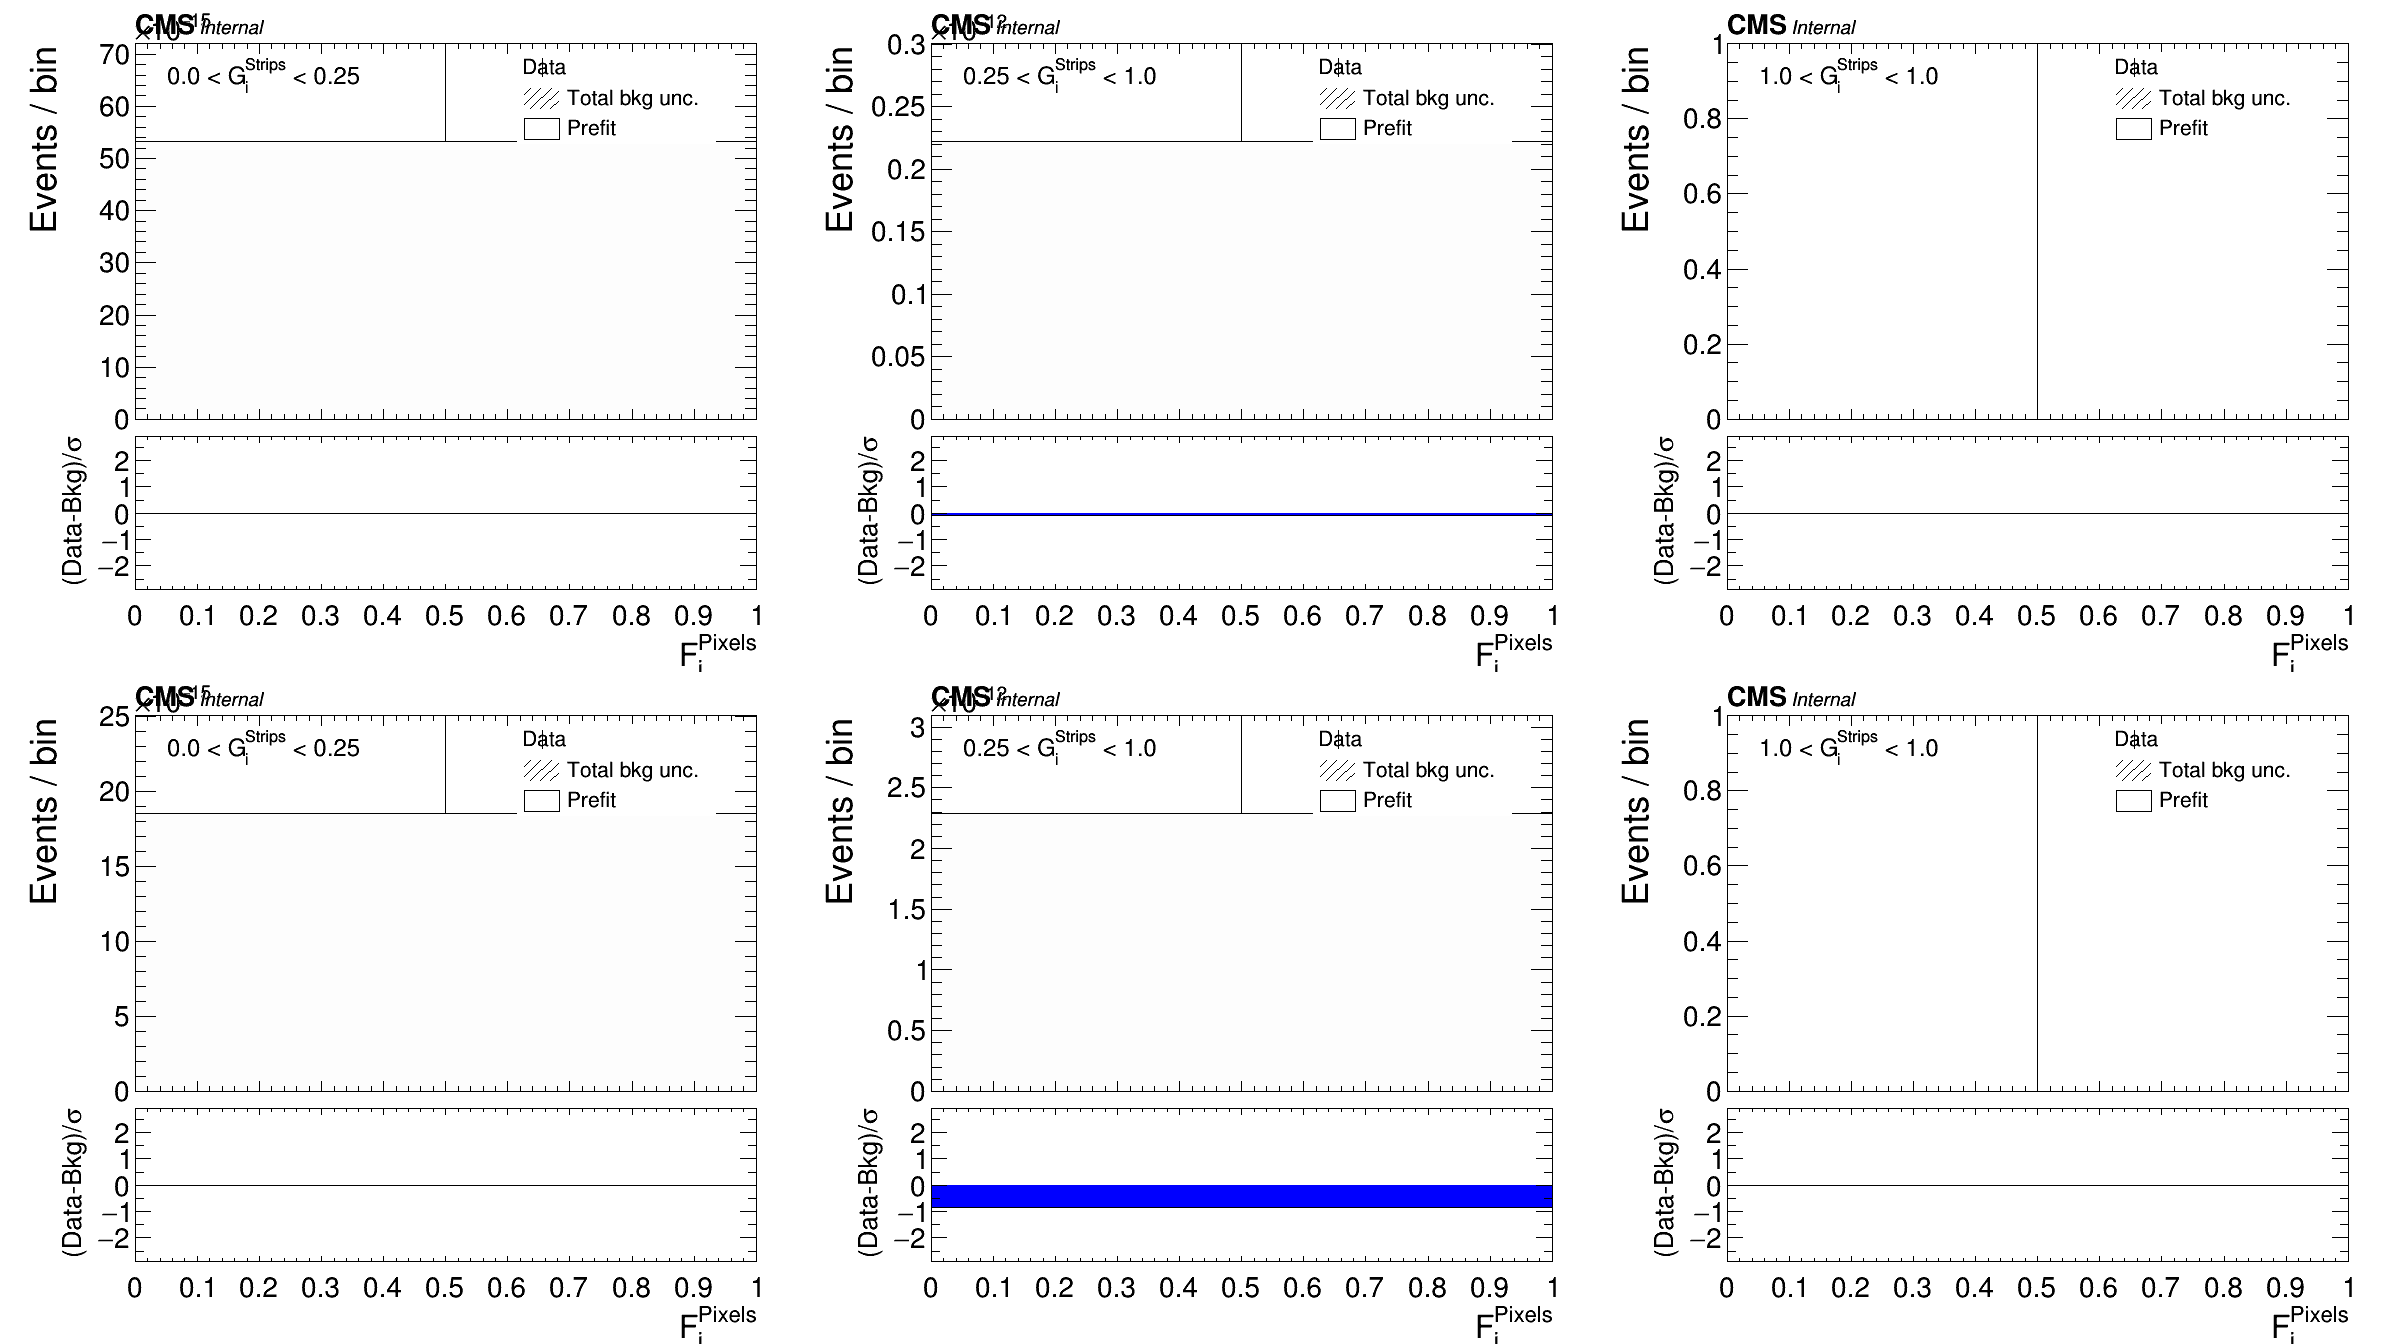 CMS Internal
Events / bin
70
60
50
40
30
20
10
0
0.0 < G_i^Strips < 0.25
Data
Total bkg unc.
Prefit
(Data-Bkg)/σ
2
1
0
−1
−2
0 0.1 0.2 0.3 0.4 0.5 0.6 0.7 0.8 0.9 1
F_i^Pixels
CMS Internal
Events / bin
0.3
0.25
0.2
0.15
0.1
0.05
0
0.25 < G_i^Strips < 1.0
Data
Total bkg unc.
Prefit
(Data-Bkg)/σ
2
1
0
−1
−2
0 0.1 0.2 0.3 0.4 0.5 0.6 0.7 0.8 0.9 1
F_i^Pixels
CMS Internal
Events / bin
1
0.8
0.6
0.4
0.2
0
1.0 < G_i^Strips < 1.0
Data
Total bkg unc.
Prefit
(Data-Bkg)/σ
2
1
0
−1
−2
0 0.1 0.2 0.3 0.4 0.5 0.6 0.7 0.8 0.9 1
F_i^Pixels
CMS Internal
Events / bin
25
20
15
10
5
0
0.0 < G_i^Strips < 0.25
Data
Total bkg unc.
Prefit
(Data-Bkg)/σ
2
1
0
−1
−2
0 0.1 0.2 0.3 0.4 0.5 0.6 0.7 0.8 0.9 1
F_i^Pixels
CMS Internal
Events / bin
3
2.5
2
1.5
1
0.5
0
0.25 < G_i^Strips < 1.0
Data
Total bkg unc.
Prefit
(Data-Bkg)/σ
2
1
0
−1
−2
0 0.1 0.2 0.3 0.4 0.5 0.6 0.7 0.8 0.9 1
F_i^Pixels
CMS Internal
Events / bin
1
0.8
0.6
0.4
0.2
0
1.0 < G_i^Strips < 1.0
Data
Total bkg unc.
Prefit
(Data-Bkg)/σ
2
1
0
−1
−2
0 0.1 0.2 0.3 0.4 0.5 0.6 0.7 0.8 0.9 1
F_i^Pixels